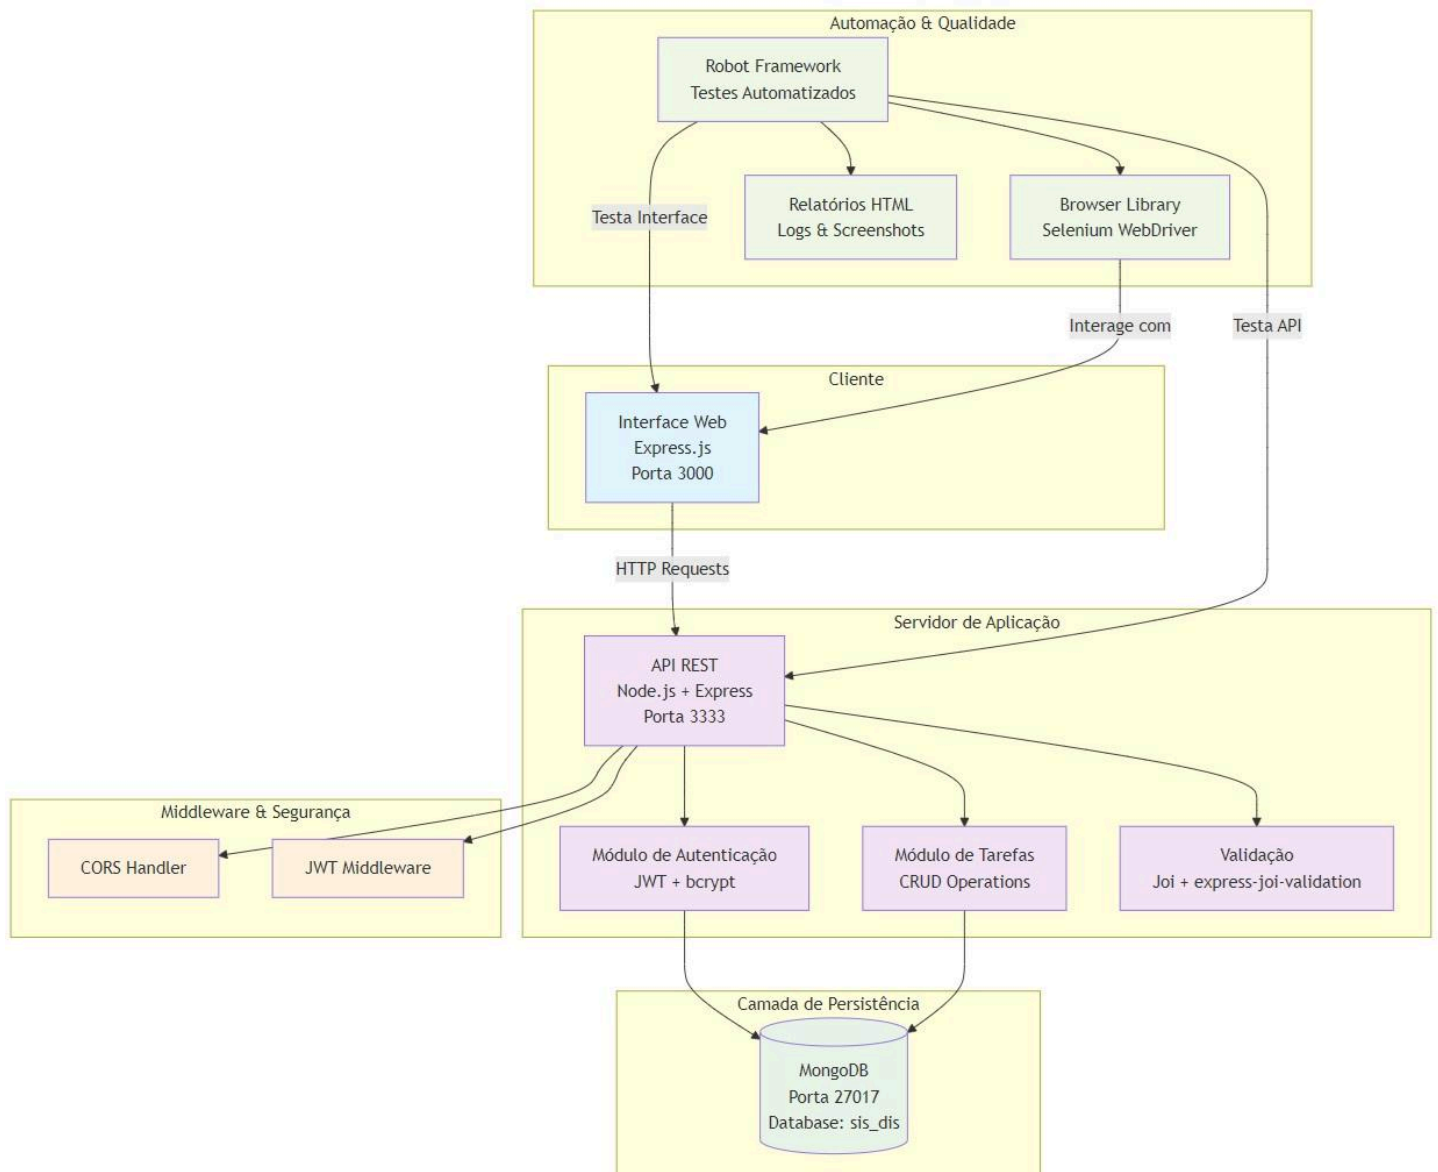 Automação & Qualidade
Robot Framework
Testes Automatizados
Relatórios HTML
Logs & Screenshots
Browser Library
Selenium WebDriver
Testa Interface
Interage com
Testa API
Cliente
Interface Web
Express.js
Porta 3000
HTTP Requests
Servidor de Aplicação
API REST
Node.js + Express
Porta 3333
Middleware & Segurança
CORS Handler
JWT Middleware
Módulo de Autenticação
JWT + bcrypt
Módulo de Tarefas
CRUD Operations
Validação
Joi + express-joi-validation
Camada de Persistência
MongoDB
Porta 27017
Database: sis_dis